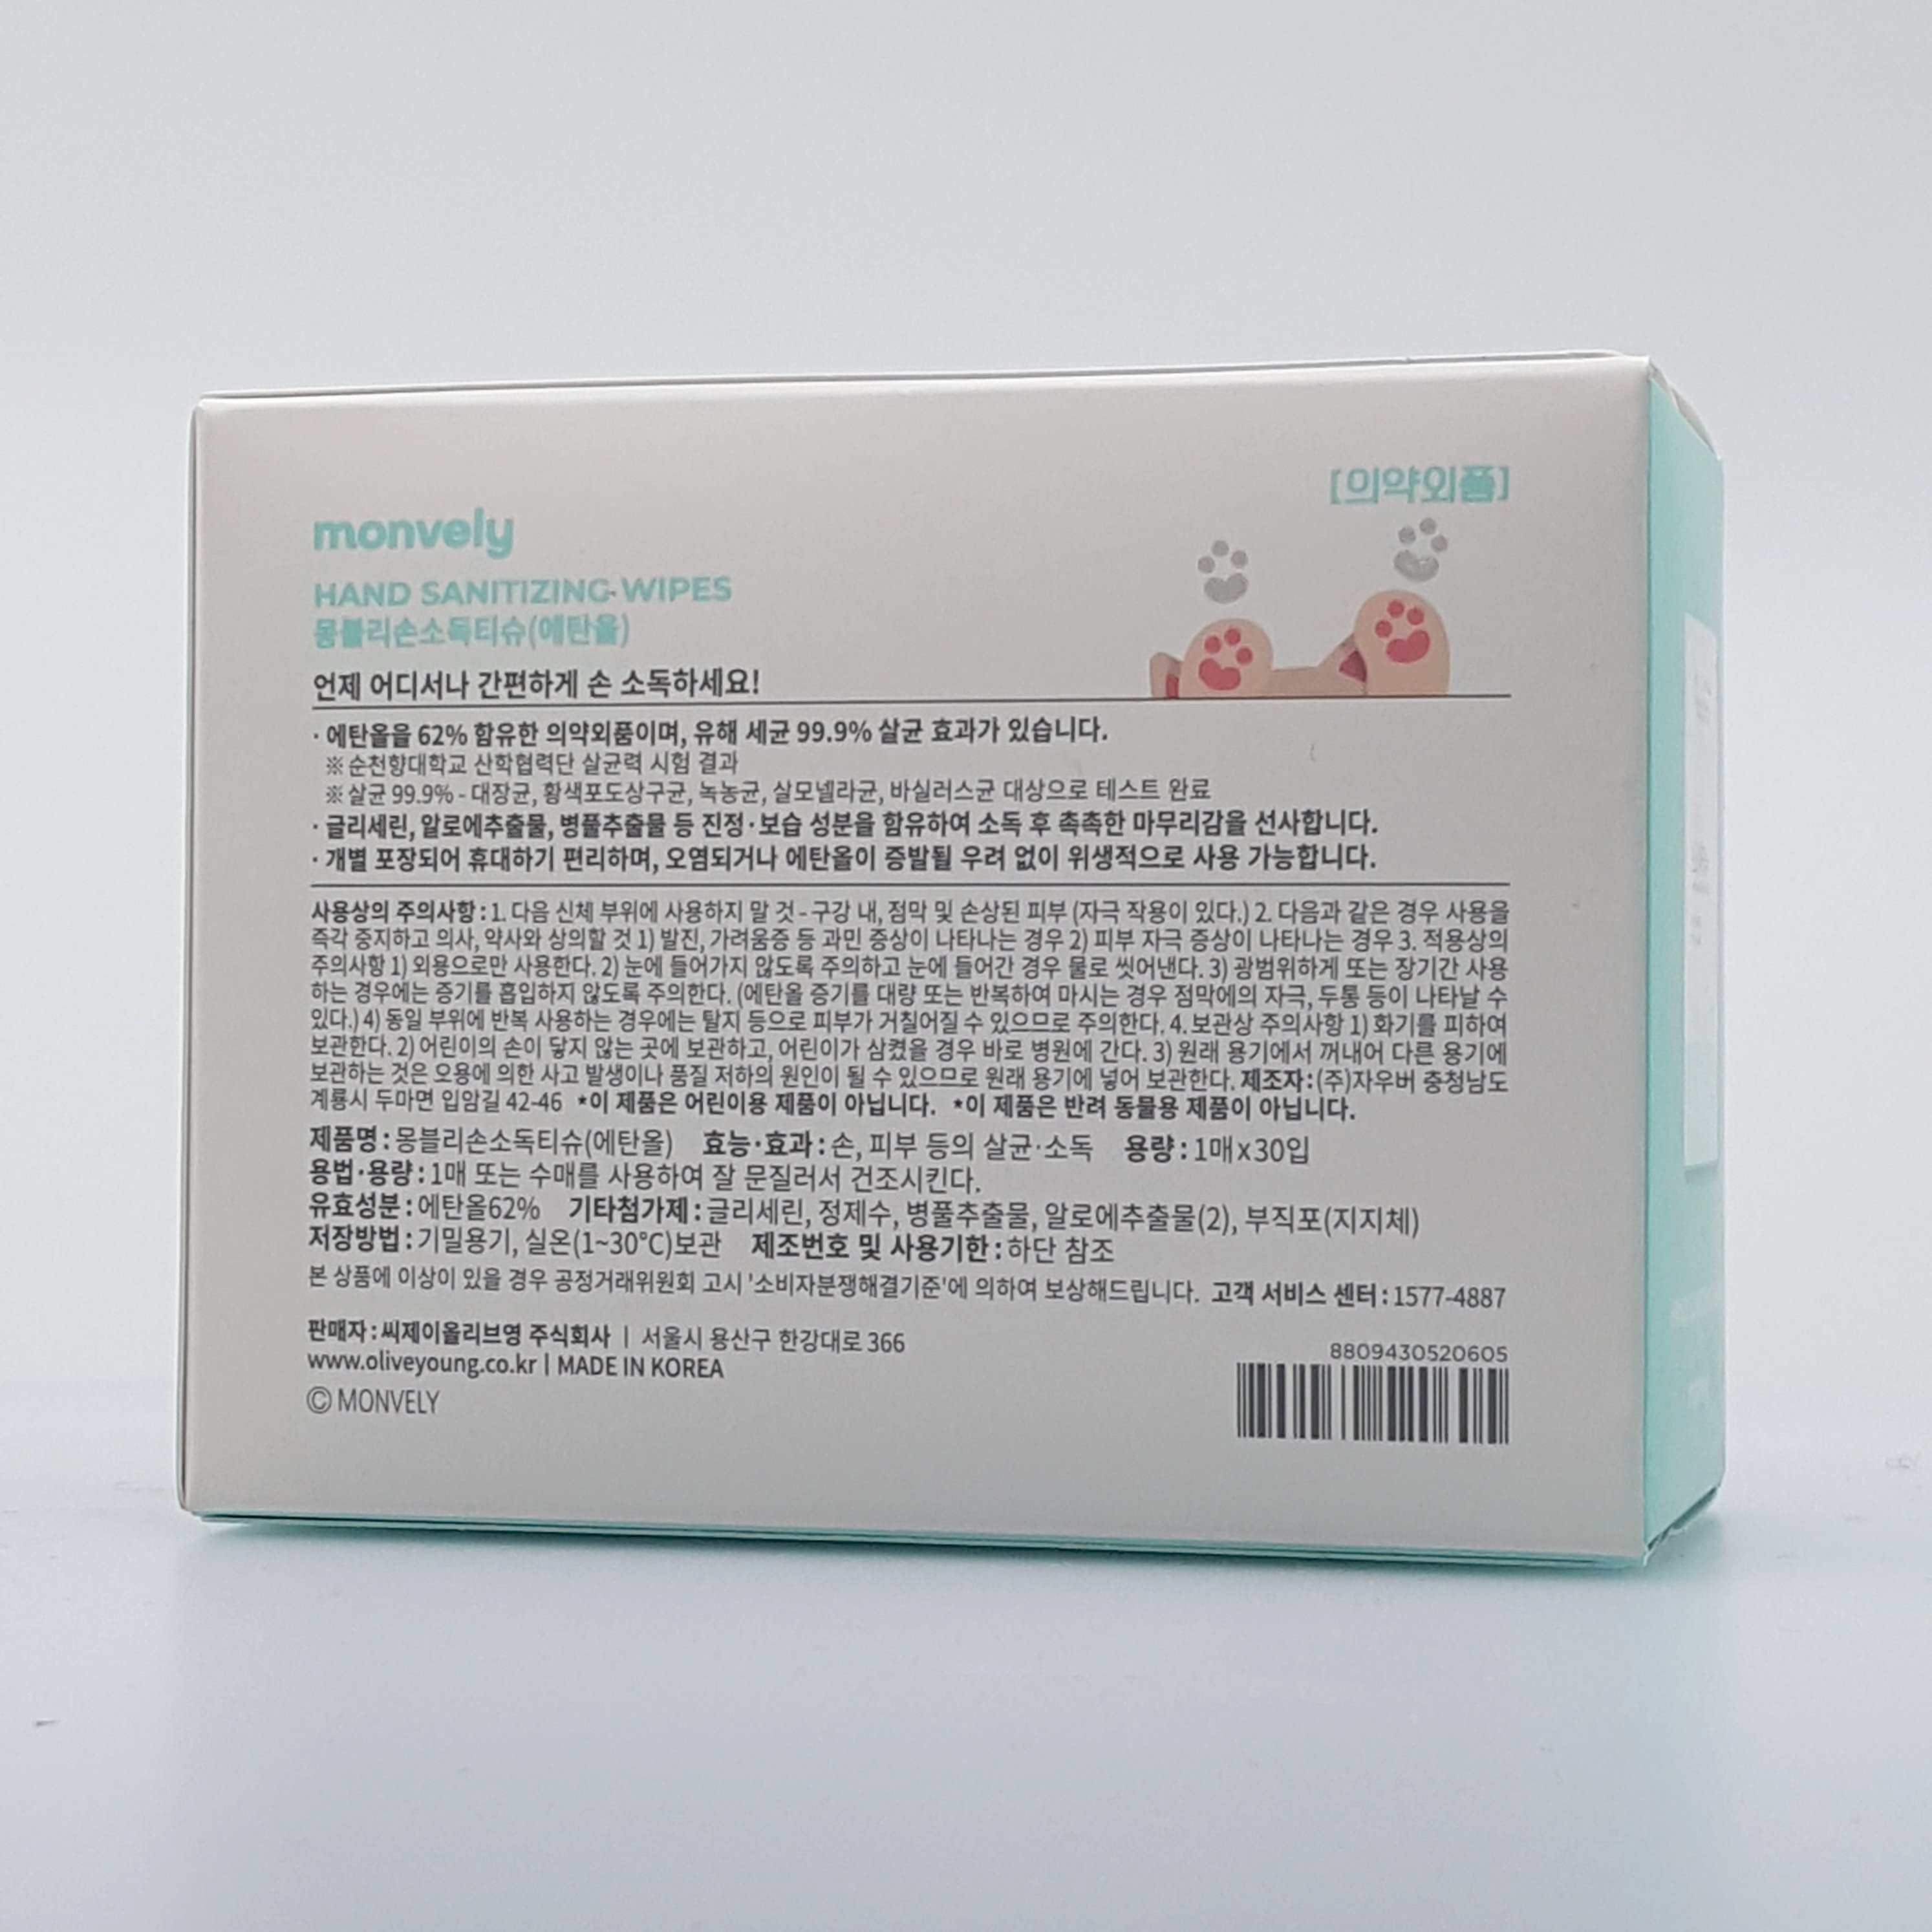 [의약외품]
monvely
HAND SANITIZING WIPES
몽블리손소독티슈(에탄올)
언제 어디서나 간편하게 손 소독하세요!
· 에탄올을 62% 함유한 의약외품이며, 유해 세균 99.9% 살균 효과가 있습니다.
※ 순천향대학교 산학협력단 살균력 시험 결과
※ 살균 99.9% - 대장균, 황색포도상구균, 녹농균, 살모넬라균, 바실러스균 대상으로 테스트 완료
· 글리세린, 알로에추출물, 병풀추출물 등 진정·보습 성분을 함유하여 소독 후 촉촉한 마무리감을 선사합니다.
· 개별 포장되어 휴대하기 편리하며, 오염되거나 에탄올이 증발될 우려 없이 위생적으로 사용 가능합니다.
사용상의 주의사항 : 1. 다음 신체 부위에 사용하지 말 것 - 구강 내, 점막 및 손상된 피부 (자극 작용이 있다.) 2. 다음과 같은 경우 사용을
즉각 중지하고 의사, 약사와 상의할 것 1) 발진, 가려움증 등 과민 증상이 나타나는 경우 2) 피부 자극 증상이 나타나는 경우 3. 적용상의
주의사항 1) 외용으로만 사용한다. 2) 눈에 들어가지 않도록 주의하고 눈에 들어간 경우 물로 씻어낸다. 3) 광범위하게 또는 장기간 사용
하는 경우에는 증기를 흡입하지 않도록 주의한다. (에탄올 증기를 대량 또는 반복하여 마시는 경우 점막에의 자극, 두통 등이 나타날 수
있다.) 4) 동일 부위에 반복 사용하는 경우에는 탈지 등으로 피부가 거칠어질 수 있으므로 주의한다. 4. 보관상 주의사항 1) 화기를 피하여
보관한다. 2) 어린이의 손이 닿지 않는 곳에 보관하고, 어린이가 삼켰을 경우 바로 병원에 간다. 3) 원래 용기에서 꺼내어 다른 용기에
보관하는 것은 오용에 의한 사고 발생이나 품질 저하의 원인이 될 수 있으므로 원래 용기에 넣어 보관한다. 제조자 : (주)자우버 충청남도
계룡시 두마면 입암길 42-46 *이 제품은 어린이용 제품이 아닙니다. *이 제품은 반려 동물용 제품이 아닙니다.
제품명 : 몽블리손소독티슈(에탄올) 효능·효과 : 손, 피부 등의 살균·소독 용량 : 1매x30입
용법·용량 : 1매 또는 수매를 사용하여 잘 문질러서 건조시킨다.
유효성분 : 에탄올62% 기타첨가제 : 글리세린, 정제수, 병풀추출물, 알로에추출물(2), 부직포(지지체)
저장방법 : 기밀용기, 실온(1~30°C)보관 제조번호 및 사용기한 : 하단 참조
본 상품에 이상이 있을 경우 공정거래위원회 고시 '소비자분쟁해결기준'에 의하여 보상해드립니다. 고객 서비스 센터 : 1577-4887
판매자 : 씨제이올리브영 주식회사 | 서울시 용산구 한강대로 366
www.oliveyoung.co.kr | MADE IN KOREA
Ⓒ MONVELY
8809430520605